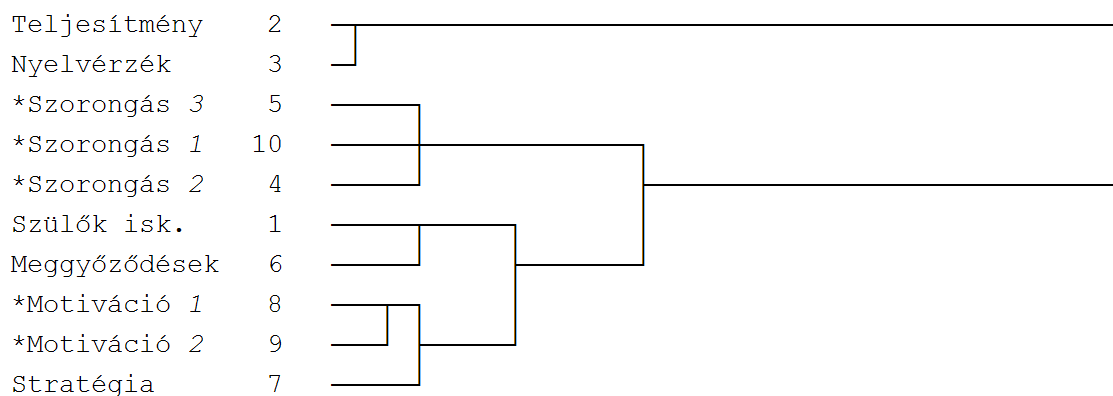 Teljesítmény 2
Nyelvérzék 3
*Szorongás 3 5
*Szorongás 1 10
*Szorongás 2 4
Szülők isk. 1
Meggyőződések 6
*Motiváció 1 8
*Motiváció 2 9
Stratégia 7